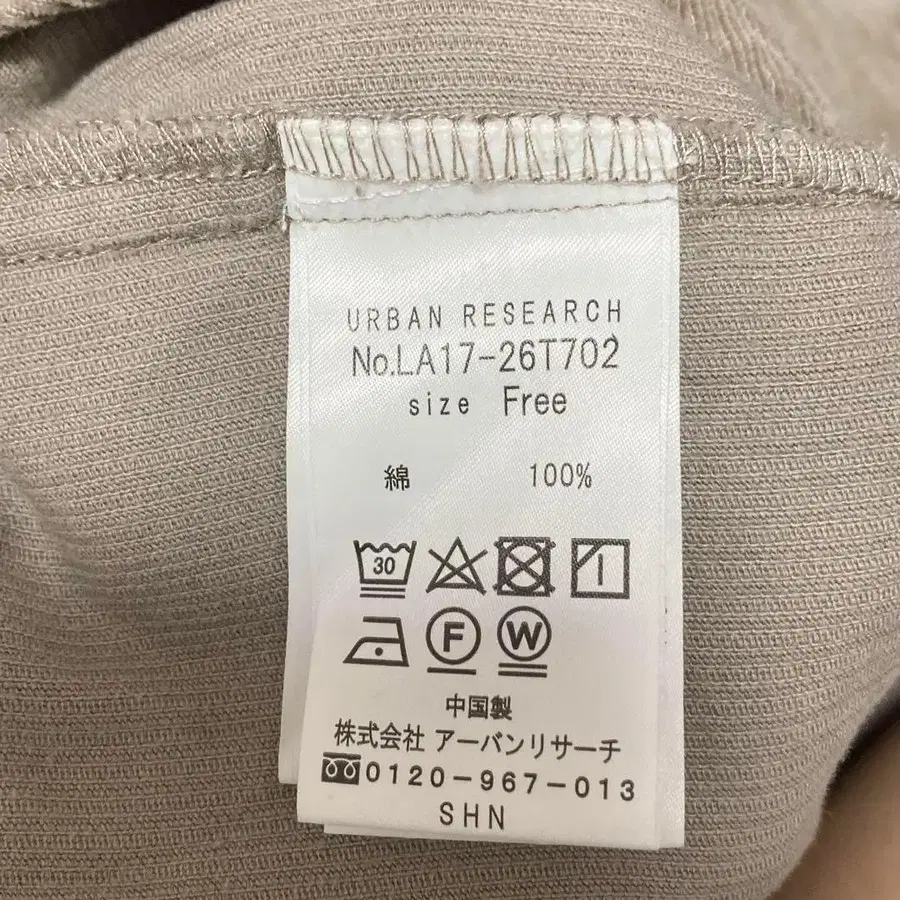 URBAN RESEARCH
No.LA17-26T702
size Free
綿 100%
30
F W
中国製
株式会社 アーバンリサーチ
0120-967-013
SHN